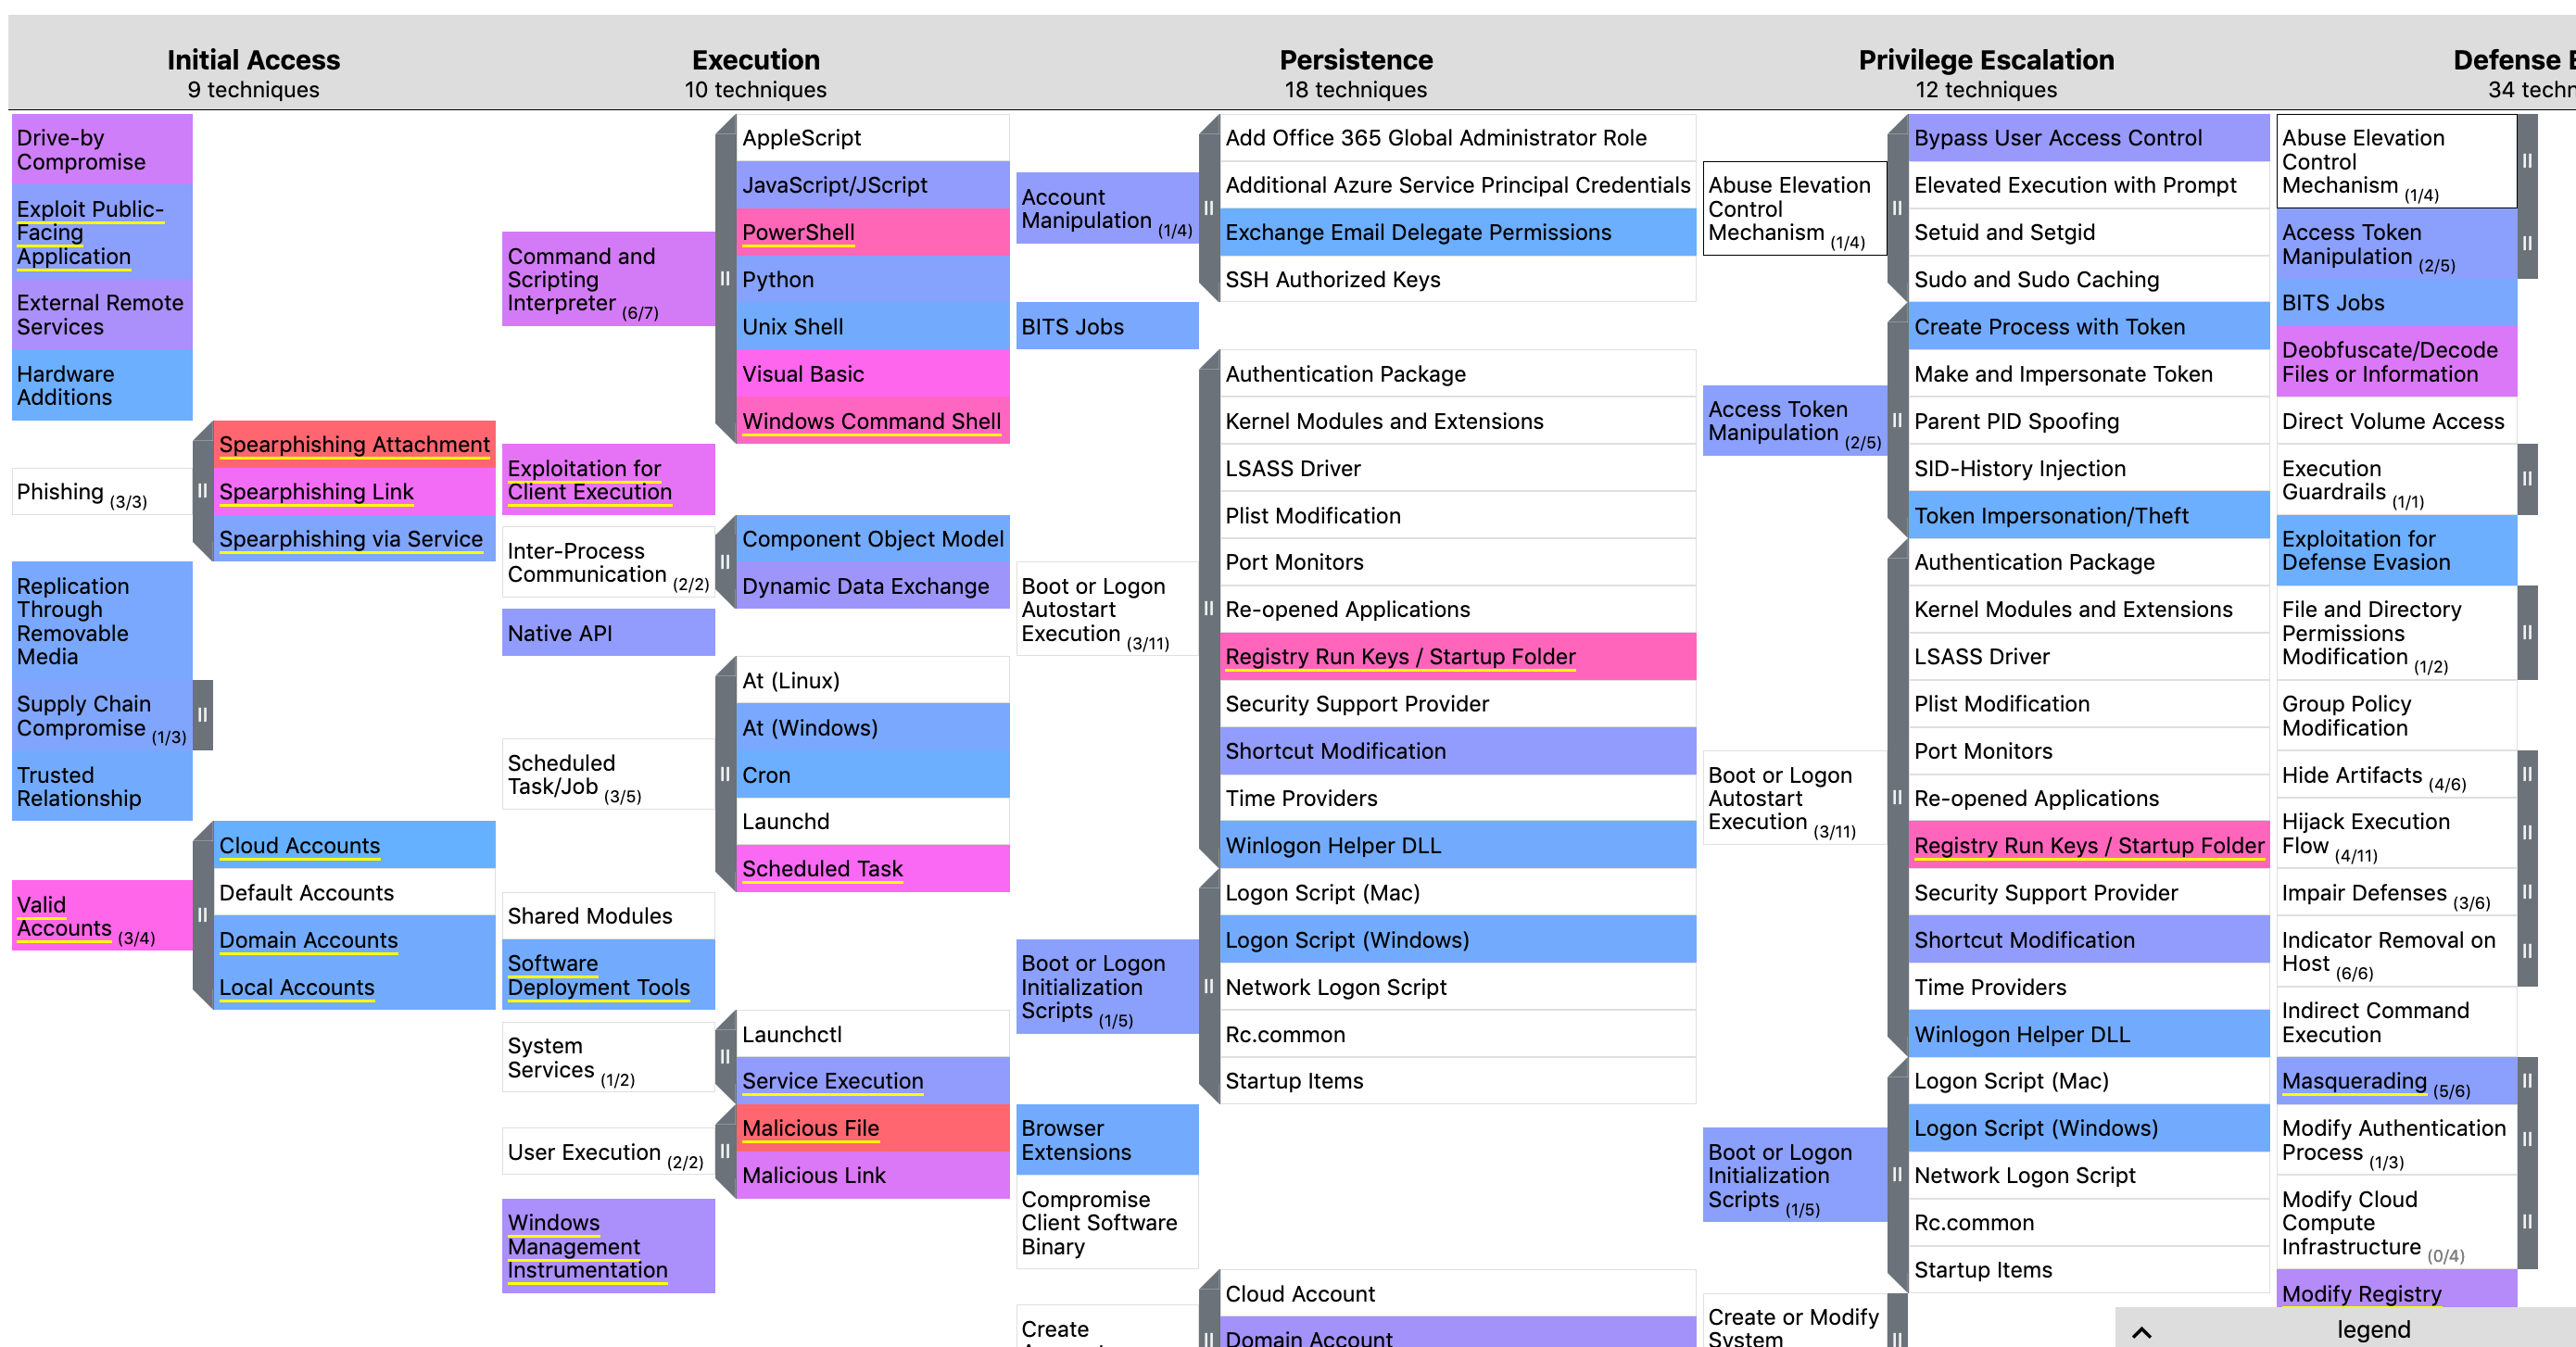 Initial Access
9 techniques
Execution
10 techniques
Persistence
18 techniques
Privilege Escalation
12 techniques
Defense
34
Drive-by
Compromise
Exploit Public-
Facing
Application
External Remote
Services
Hardware
Additions
Phishing (3/3)
Spearphishing Attachment
Spearphishing Link
Spearphishing via Service
Replication
Through
Removable
Media
Supply Chain
Compromise (1/3)
Trusted
Relationship
Valid
Accounts (3/4)
Cloud Accounts
Default Accounts
Domain Accounts
Local Accounts
Command and
Scripting
Interpreter (6/7)
AppleScript
JavaScript/JScript
PowerShell
Python
Unix Shell
Visual Basic
Windows Command Shell
Exploitation for
Client Execution
Inter-Process
Communication (2/2)
Component Object Model
Dynamic Data Exchange
Native API
Scheduled
Task/Job (3/5)
At (Linux)
At (Windows)
Cron
Launchd
Scheduled Task
Shared Modules
Software
Deployment Tools
System
Services (1/2)
Launchctl
Service Execution
User Execution (2/2)
Malicious File
Malicious Link
Windows
Management
Instrumentation
Account
Manipulation (1/4)
Add Office 365 Global Administrator Role
Additional Azure Service Principal Credentials
Exchange Email Delegate Permissions
SSH Authorized Keys
BITS Jobs
Boot or Logon
Autostart
Execution (3/11)
Authentication Package
Kernel Modules and Extensions
LSASS Driver
Plist Modification
Port Monitors
Re-opened Applications
Registry Run Keys / Startup Folder
Security Support Provider
Shortcut Modification
Time Providers
Winlogon Helper DLL
Boot or Logon
Initialization
Scripts (1/5)
Logon Script (Mac)
Logon Script (Windows)
Network Logon Script
Rc.common
Startup Items
Browser
Extensions
Compromise
Client Software
Binary
Create
Cloud Account
Domain Account
Abuse Elevation
Control
Mechanism (1/4)
Bypass User Access Control
Elevated Execution with Prompt
Setuid and Setgid
Sudo and Sudo Caching
Access Token
Manipulation (2/5)
Create Process with Token
Make and Impersonate Token
Parent PID Spoofing
SID-History Injection
Token Impersonation/Theft
Boot or Logon
Autostart
Execution (3/11)
Authentication Package
Kernel Modules and Extensions
LSASS Driver
Plist Modification
Port Monitors
Re-opened Applications
Registry Run Keys / Startup Folder
Security Support Provider
Shortcut Modification
Time Providers
Winlogon Helper DLL
Boot or Logon
Initialization
Scripts (1/5)
Logon Script (Mac)
Logon Script (Windows)
Network Logon Script
Rc.common
Startup Items
Create or Modify
System
Abuse Elevation
Control
Mechanism (1/4)
Access Token
Manipulation (2/5)
BITS Jobs
Deobfuscate/Decode
Files or Information
Direct Volume Access
Execution
Guardrails (1/1)
Exploitation for
Defense Evasion
File and Directory
Permissions
Modification (1/2)
Group Policy
Modification
Hide Artifacts (4/6)
Hijack Execution
Flow (4/11)
Impair Defenses (3/6)
Indicator Removal on
Host (6/6)
Indirect Command
Execution
Masquerading (5/6)
Modify Authentication
Process (1/3)
Modify Cloud
Compute
Infrastructure (0/4)
Modify Registry
legend